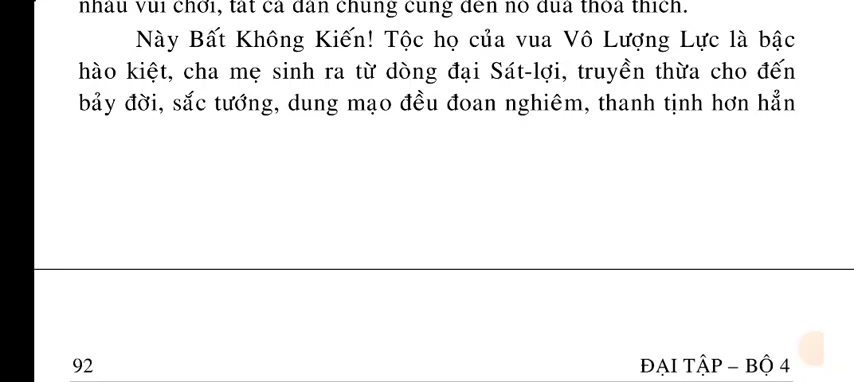 nhau vui chơi, tất cả dân chúng cùng đến nô đùa thỏa thích.
Này Bất Không Kiến! Tộc họ của vua Vô Lượng Lực là bậc
hào kiệt, cha mẹ sinh ra từ dòng đại Sát-lợi, truyền thừa cho đến
bảy đời, sắc tướng, dung mạo đều đoan nghiêm, thanh tịnh hơn hẳn
92
ĐẠI TẬP – BỘ 4